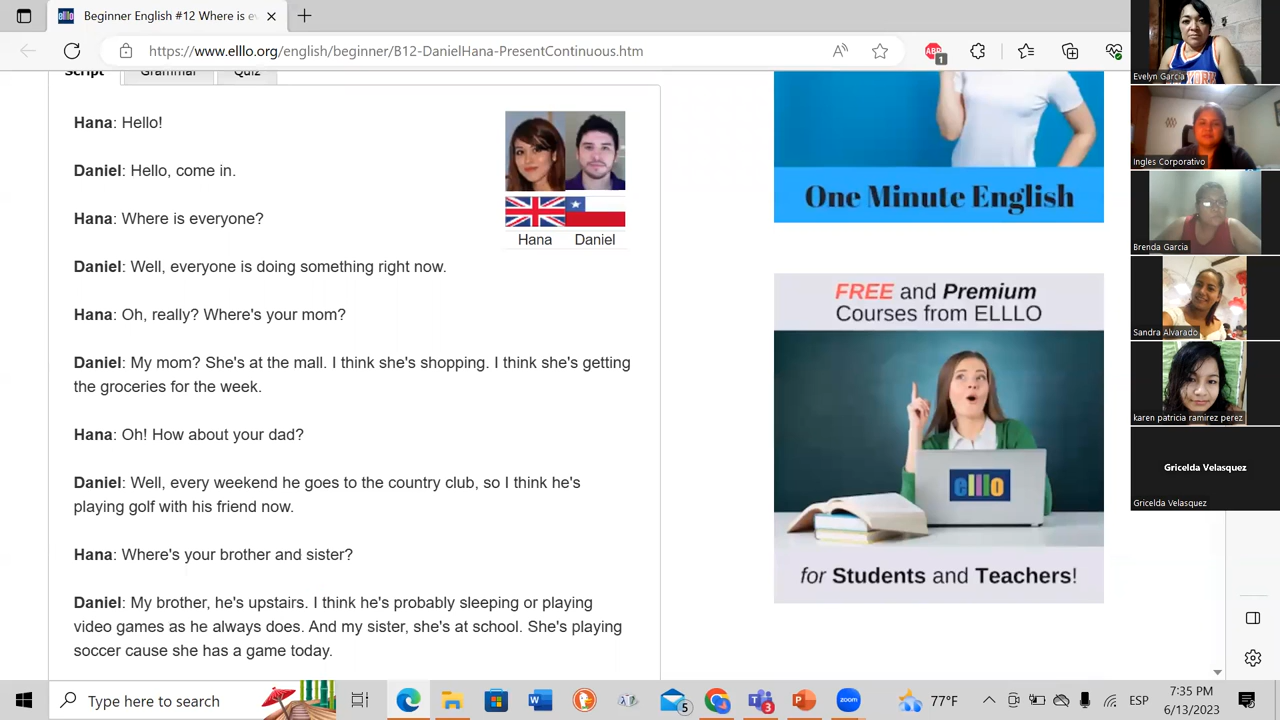 Beginner English #12 Where is ev
https://www.elllo.org/english/beginner/B12-DanielHana-PresentContinuous.htm
ABP
1
Script
Grammar
Quiz
Hana: Hello!
Daniel: Hello, come in.
Hana: Where is everyone?
Daniel: Well, everyone is doing something right now.
Hana: Oh, really? Where's your mom?
Daniel: My mom? She's at the mall. I think she's shopping. I think she's getting
the groceries for the week.
Hana: Oh! How about your dad?
Daniel: Well, every weekend he goes to the country club, so I think he's
playing golf with his friend now.
Hana: Where's your brother and sister?
Daniel: My brother, he's upstairs. I think he's probably sleeping or playing
video games as he always does. And my sister, she's at school. She's playing
soccer cause she has a game today.
Hana Daniel
One Minute English
FREE and Premium
Courses from ELLLO
elllo
for Students and Teachers!
Evelyn Garcia
Ingles Corporativo
Brenda Garcia
Sandra Alvarado
karen patricia ramirez perez
Gricelda Velasquez
Gricelda Velasquez
Type here to search
5
3
zoom
77°F
ESP
7:35 PM
6/13/2023